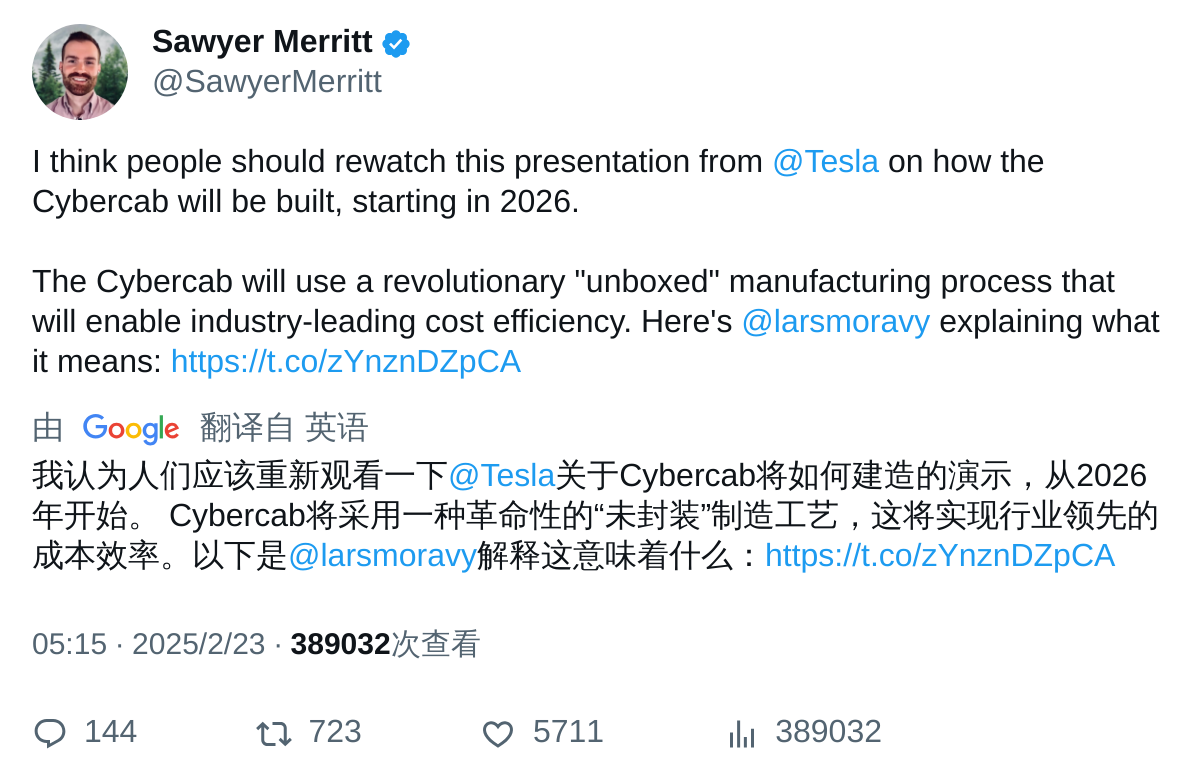 Sawyer Merritt
@SawyerMerritt
I think people should rewatch this presentation from @Tesla on how the
Cybercab will be built, starting in 2026.
The Cybercab will use a revolutionary "unboxed" manufacturing process that
will enable industry-leading cost efficiency. Here's @larsmoravy explaining what
it means: https://t.co/zYnznDZpCA
由 Google 翻译自 英语
我认为人们应该重新观看一下@Tesla关于Cybercab将如何建造的演示，从2026
年开始。 Cybercab将采用一种革命性的“未封装”制造工艺，这将实现行业领先的
成本效率。以下是@larsmoravy解释这意味着什么：https://t.co/zYnznDZpCA
05:15 · 2025/2/23 · 389032次查看
144 723 5711 389032